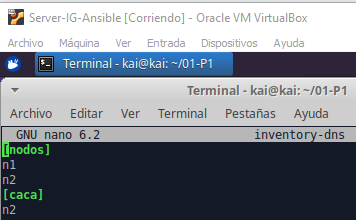 Server-IG-Ansible [Corriendo] - Oracle VM VirtualBox
Archivo Máquina Ver Entrada Dispositivos Ayuda
Terminal - kai@kai: ~/01-P1
Terminal - kai@kai: ~/01-P1
Archivo Editar Ver Terminal Pestañas Ayuda
GNU nano 6.2 inventory-dns
[nodos]
n1
n2
[caca]
n2